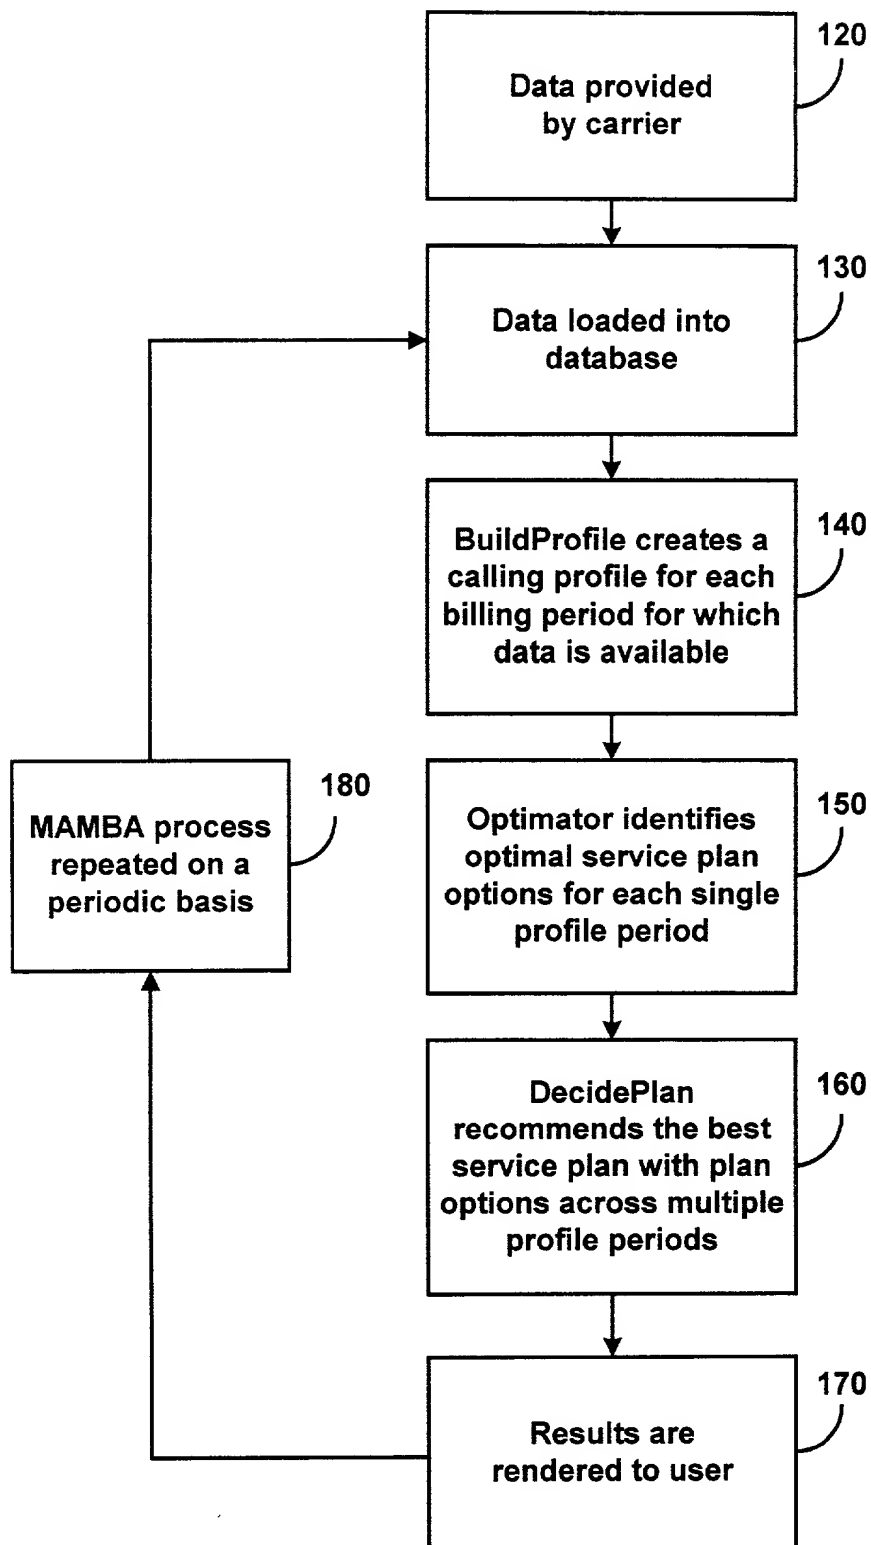 120
Data provided
by carrier
130
Data loaded into
database
140
BuildProfile creates a
calling profile for each
billing period for which
data is available
180
MAMBA process
repeated on a
periodic basis
150
Optimator identifies
optimal service plan
options for each single
profile period
160
DecidePlan
recommends the best
service plan with plan
options across multiple
profile periods
170
Results are
rendered to user